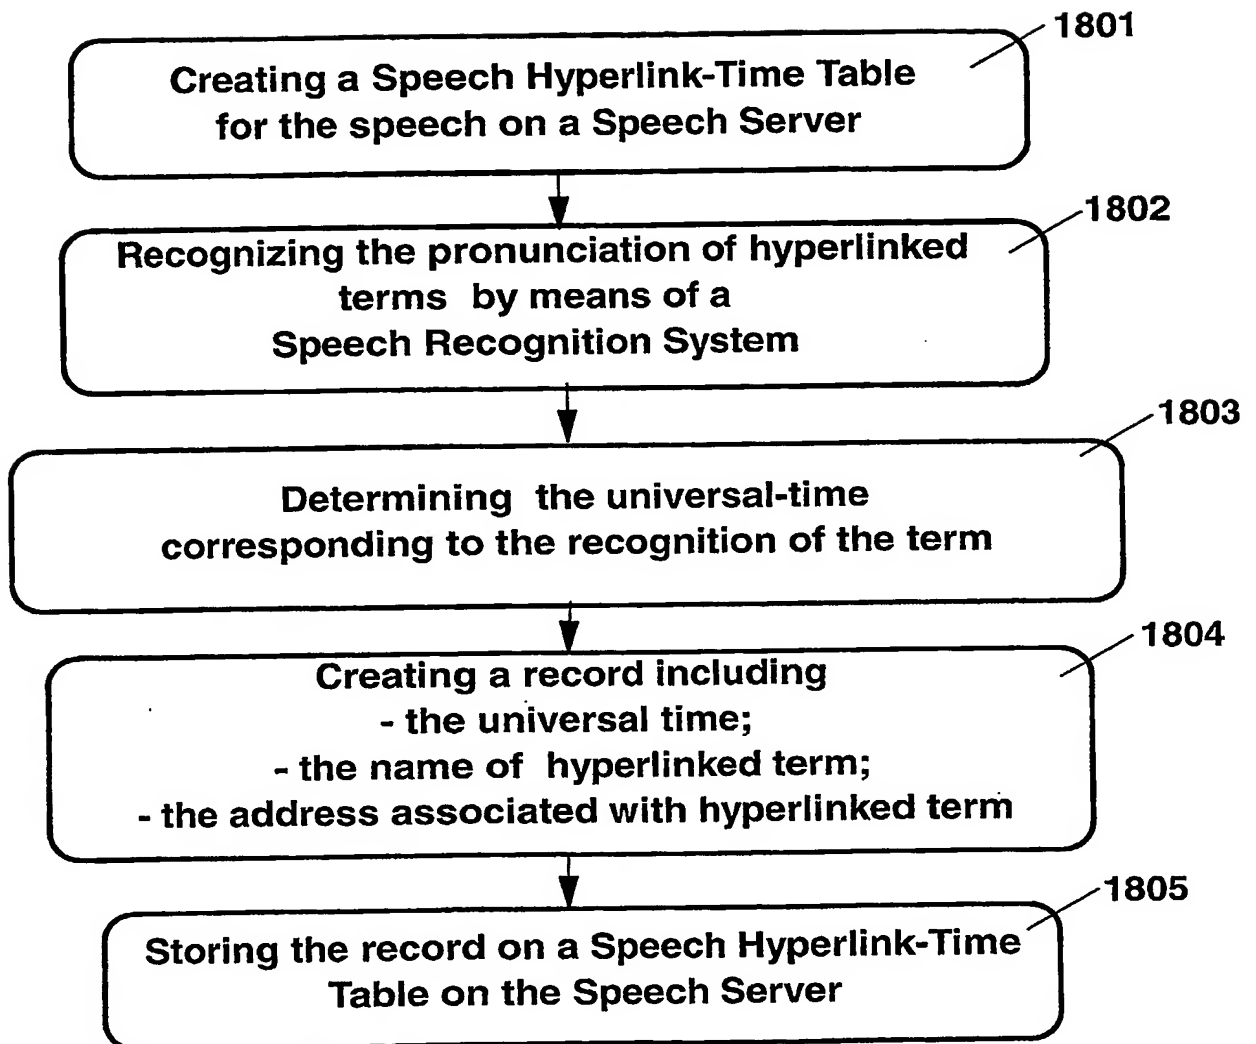 1801
Creating a Speech Hyperlink-Time Table
for the speech on a Speech Server
1802
Recognizing the pronunciation of hyperlinked
terms by means of a
Speech Recognition System
1803
Determining the universal-time
corresponding to the recognition of the term
1804
Creating a record including
- the universal time;
- the name of hyperlinked term;
- the address associated with hyperlinked term
1805
Storing the record on a Speech Hyperlink-Time
Table on the Speech Server